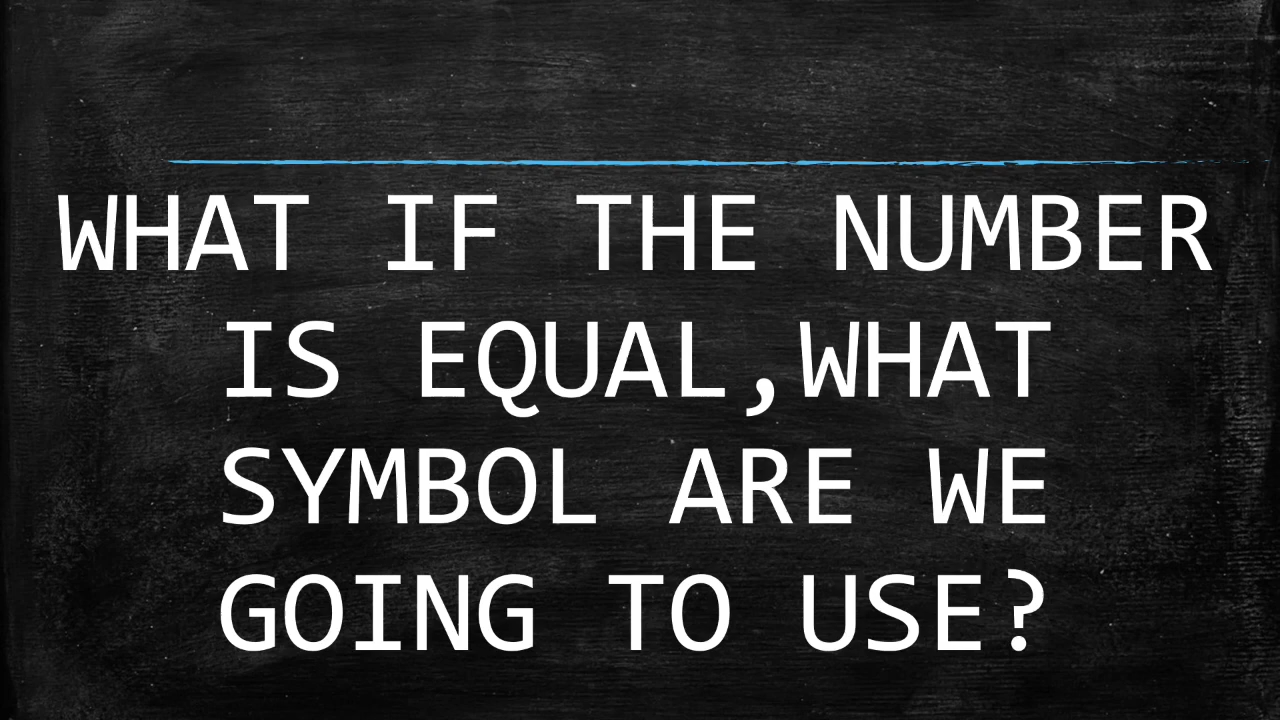 WHAT IF THE NUMBER
IS EQUAL,WHAT
SYMBOL ARE WE
GOING TO USE?